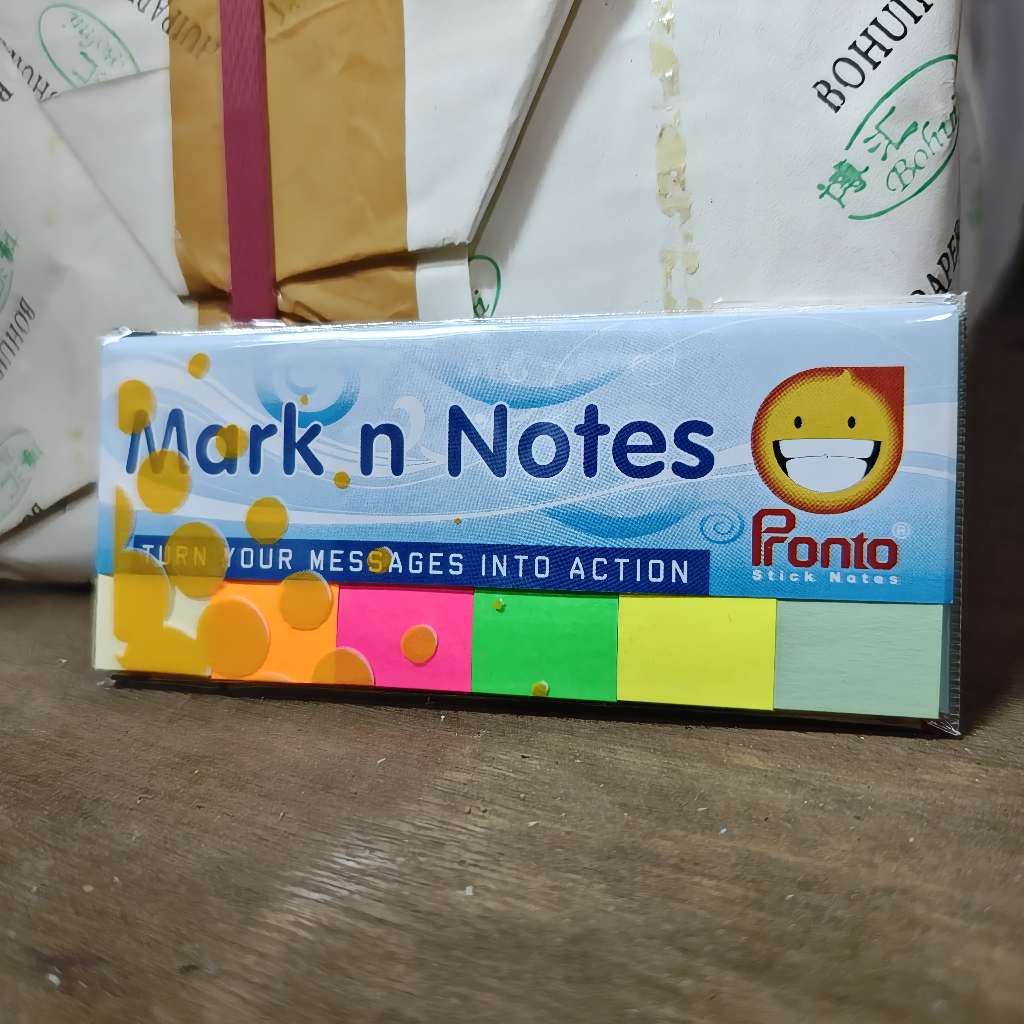 BOHUI
Bohui
Mark n Notes
TURN YOUR MESSAGES INTO ACTION
Pronto®
Stick Notes